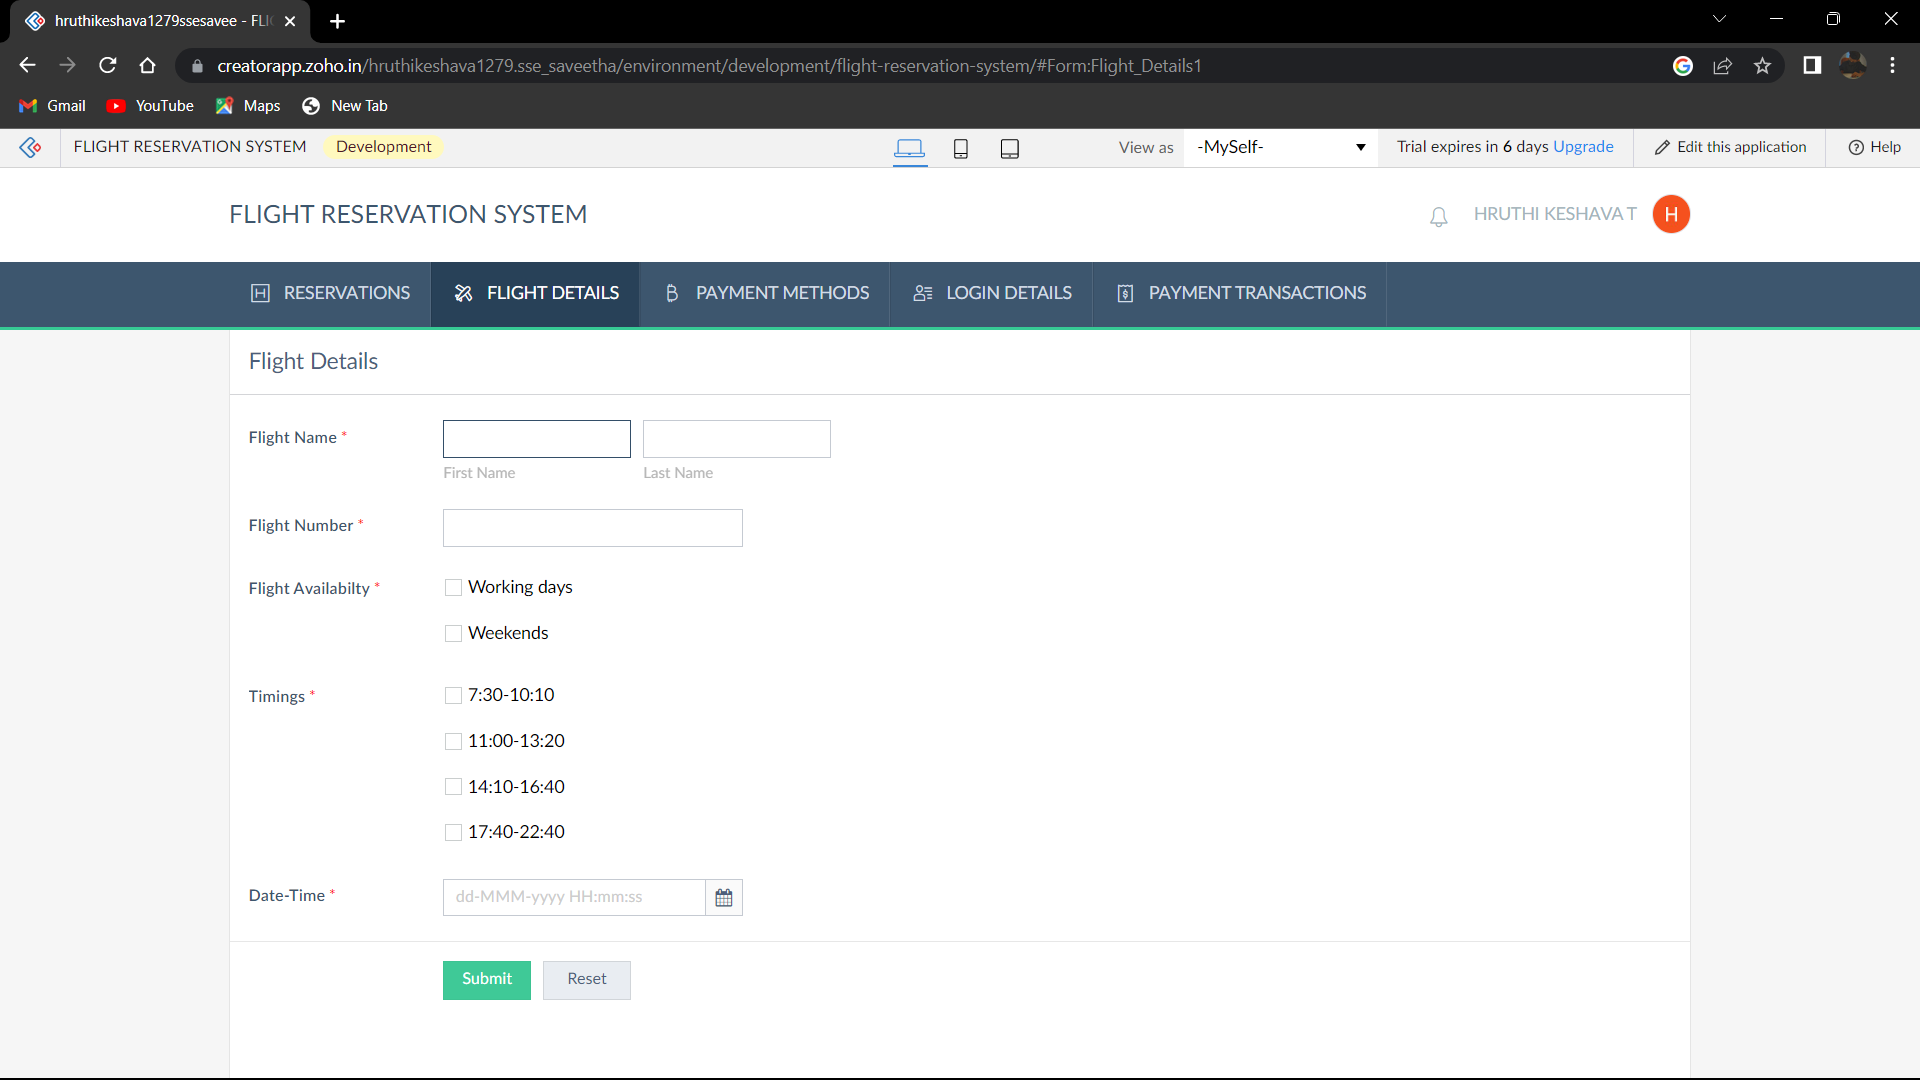 hruthikeshava1279ssesavee - FLI
creatorapp.zoho.in/hruthikeshava1279.sse_saveetha/environment/development/flight-reservation-system/#Form:Flight_Details1
Gmail YouTube Maps New Tab
FLIGHT RESERVATION SYSTEM Development View as -MySelf- Trial expires in 6 days Upgrade Edit this application Help
FLIGHT RESERVATION SYSTEM HRUTHI KESHAVA T H
RESERVATIONS FLIGHT DETAILS PAYMENT METHODS LOGIN DETAILS PAYMENT TRANSACTIONS
Flight Details
Flight Name *
First Name Last Name
Flight Number *
Flight Availabilty * Working days
Weekends
Timings * 7:30-10:10
11:00-13:20
14:10-16:40
17:40-22:40
Date-Time * dd-MMM-yyyy HH:mm:ss
Submit Reset